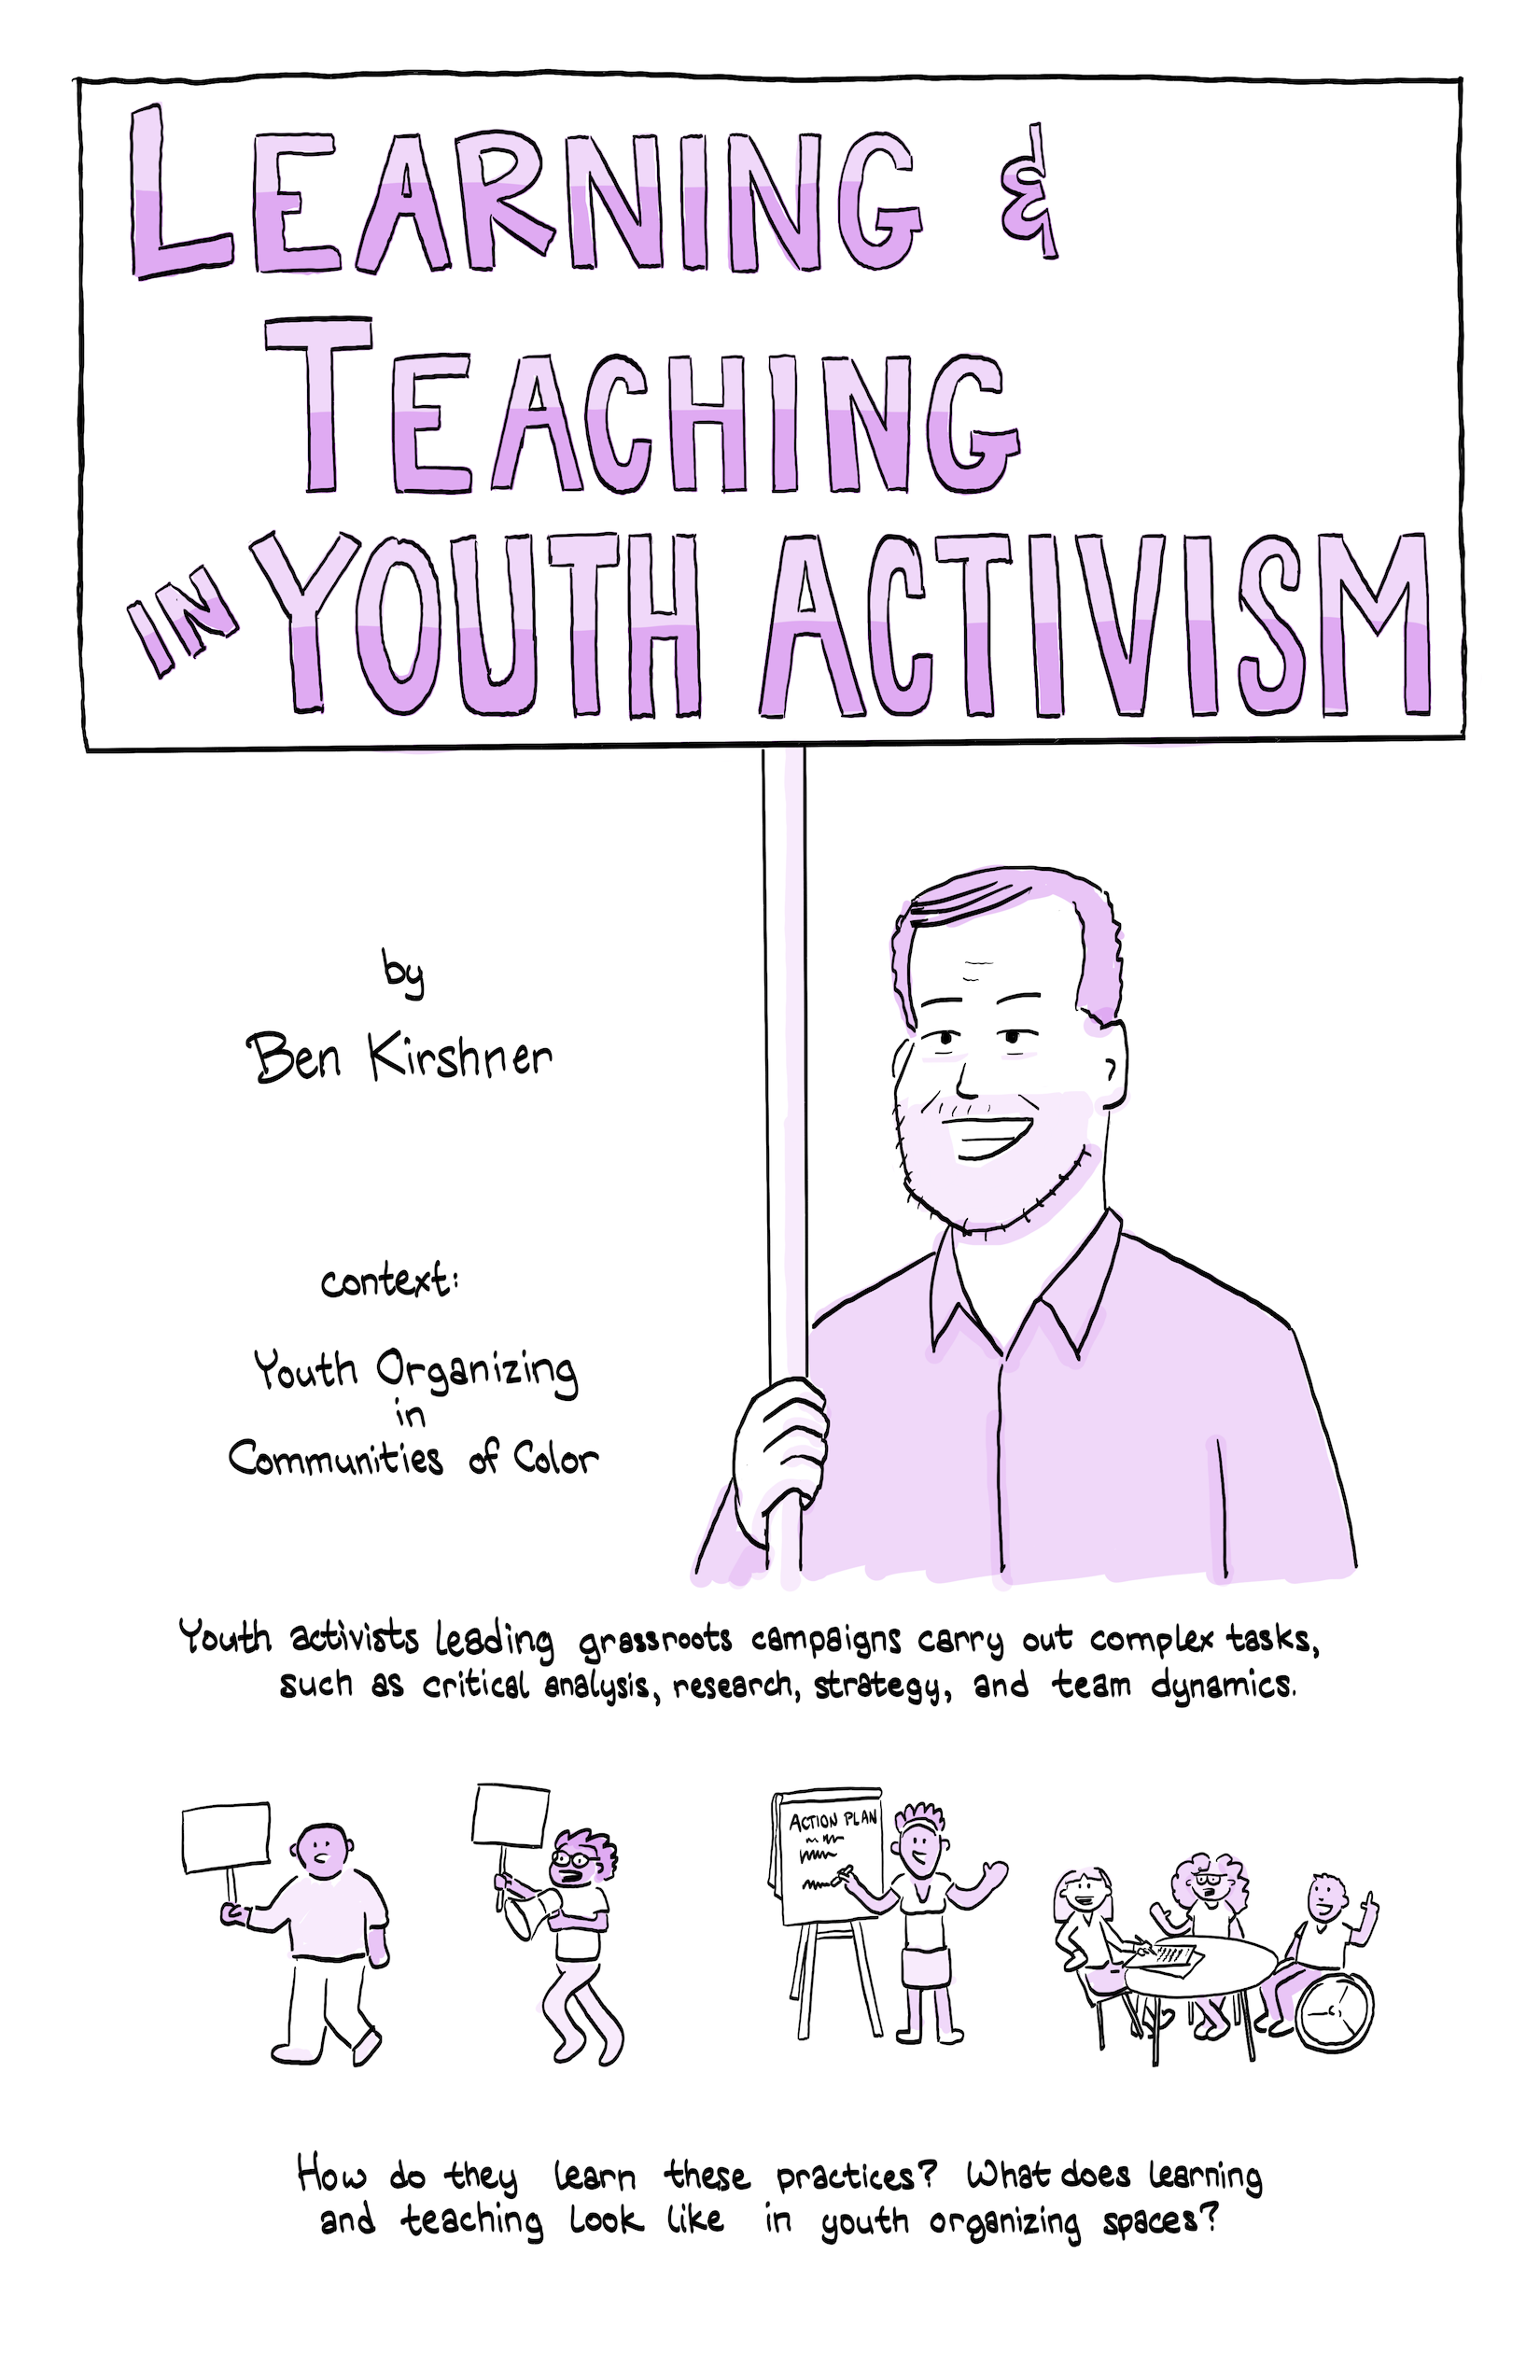 LEARNING &
TEACHING
IN YOUTH ACTIVISM
by
Ben Kirshner
context:
Youth Organizing
in
Communities of Color
Youth activists leading grassroots campaigns carry out complex tasks,
such as critical analysis, research, strategy, and team dynamics.
ACTION PLAN
How do they learn these practices? What does learning
and teaching look like in youth organizing spaces?